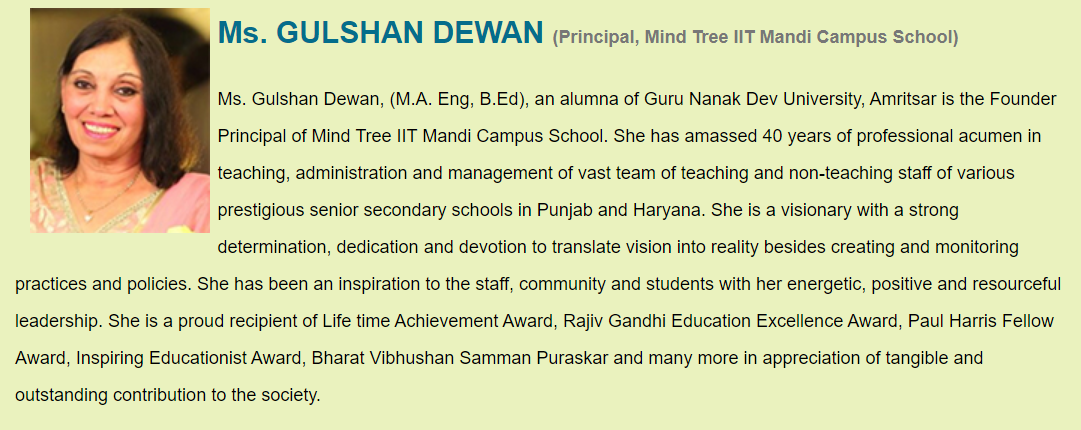 Ms. GULSHAN DEWAN (Principal, Mind Tree IIT Mandi Campus School)
Ms. Gulshan Dewan, (M.A. Eng, B.Ed), an alumna of Guru Nanak Dev University, Amritsar is the Founder
Principal of Mind Tree IIT Mandi Campus School. She has amassed 40 years of professional acumen in
teaching, administration and management of vast team of teaching and non-teaching staff of various
prestigious senior secondary schools in Punjab and Haryana. She is a visionary with a strong
determination, dedication and devotion to translate vision into reality besides creating and monitoring
practices and policies. She has been an inspiration to the staff, community and students with her energetic, positive and resourceful
leadership. She is a proud recipient of Life time Achievement Award, Rajiv Gandhi Education Excellence Award, Paul Harris Fellow
Award, Inspiring Educationist Award, Bharat Vibhushan Samman Puraskar and many more in appreciation of tangible and
outstanding contribution to the society.